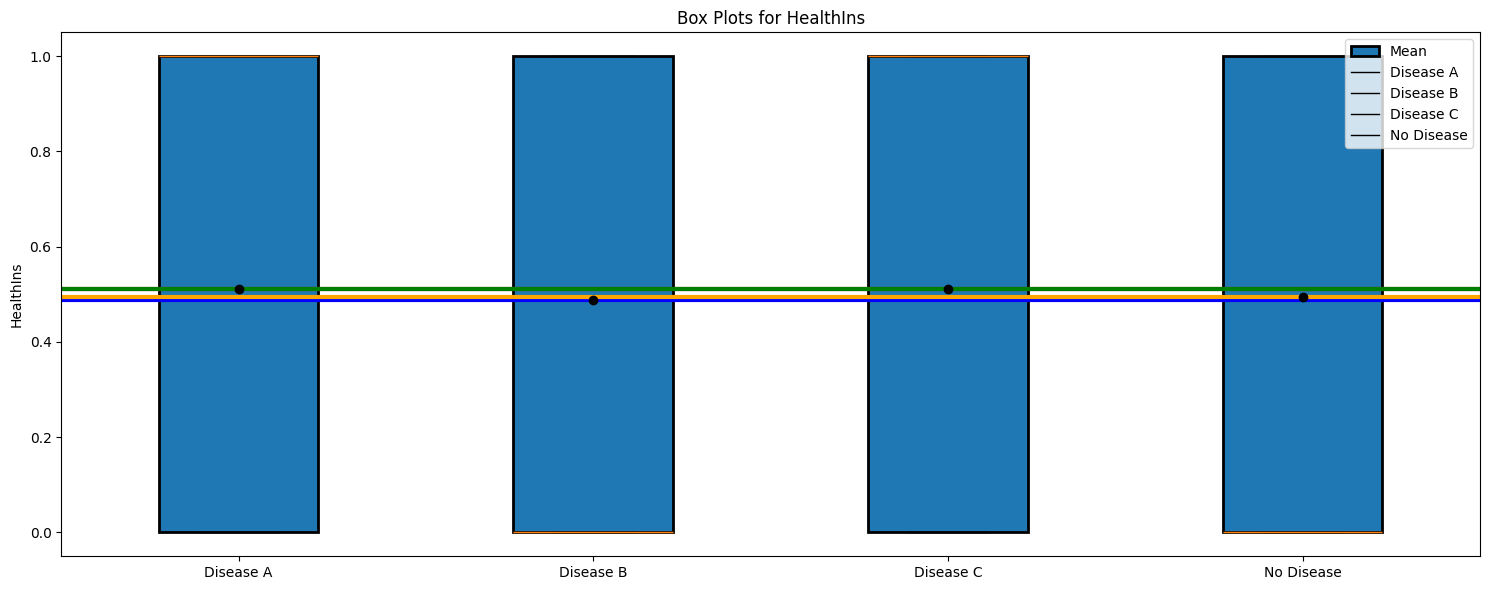 Box Plots for HealthIns
Mean
Disease A
Disease B
Disease C
No Disease
HealthIns
1.0
0.8
0.6
0.4
0.2
0.0
Disease A
Disease B
Disease C
No Disease